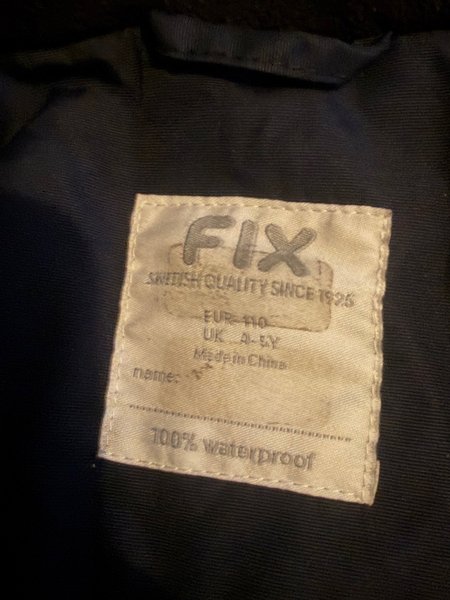 FIX
SWEDISH QUALITY SINCE 1925
EUR 110
UK 4-5Y
Made in China
name:
100% waterproof